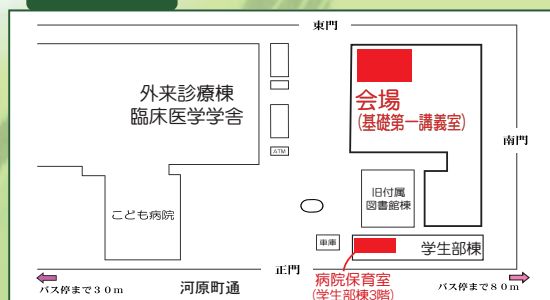 東門
外来診療棟
臨床医学学舎
会場
(基礎第一講義室)
ATM
南門
旧付属
図書館棟
こども病院
車庫
学生部棟
正門
病院保育室
(学生部棟3階)
バス停まで30m
河原町通
バス停まで80m